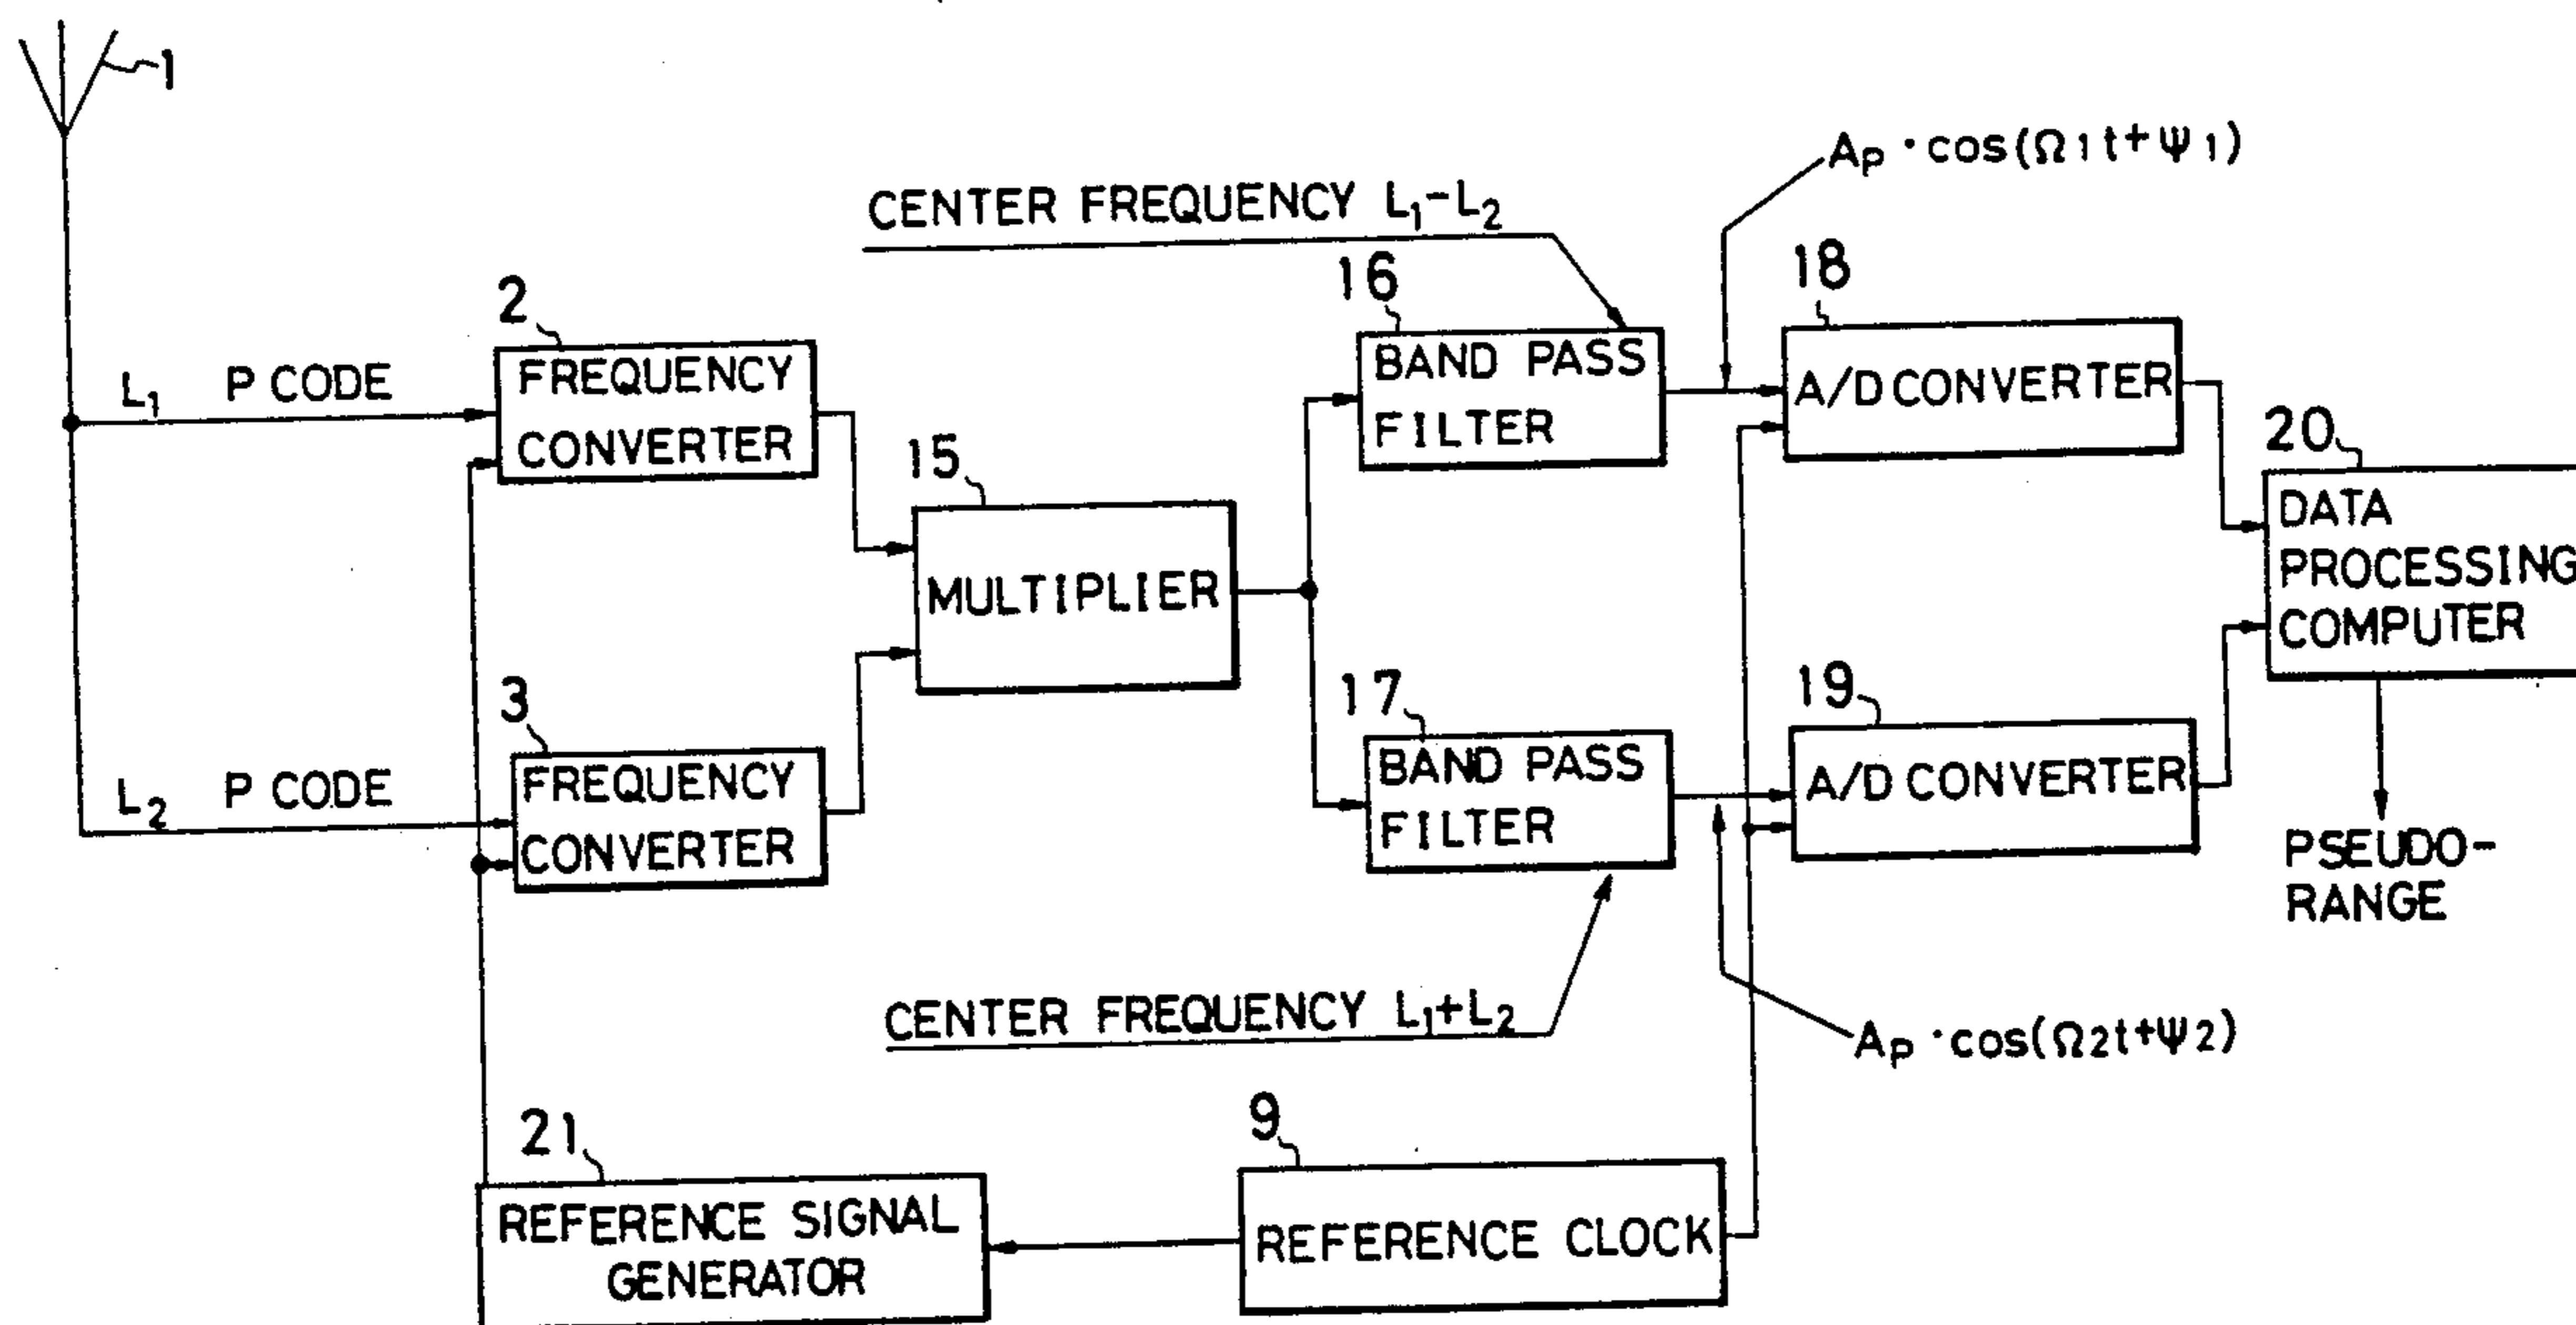 1
A_P · cos(Ω1t+Ψ1)
CENTER FREQUENCY L₁-L₂
2
16
18
L₁ P CODE
FREQUENCY
CONVERTER
BAND PASS
FILTER
A/D CONVERTER
15
20
MULTIPLIER
DATA
PROCESSING
COMPUTER
3
17
19
L₂ P CODE
FREQUENCY
CONVERTER
BAND PASS
FILTER
A/D CONVERTER
PSEUDO-
RANGE
CENTER FREQUENCY L₁+L₂
A_P · cos(Ω2t+Ψ2)
21
9
REFERENCE SIGNAL
GENERATOR
REFERENCE CLOCK